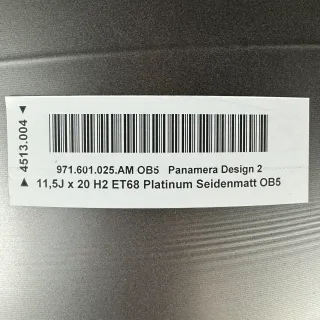 ▲ 4513.004 ▲
971.601.025.AM OB5 Panamera Design 2
11,5J x 20 H2 ET68 Platinum Seidenmatt OB5